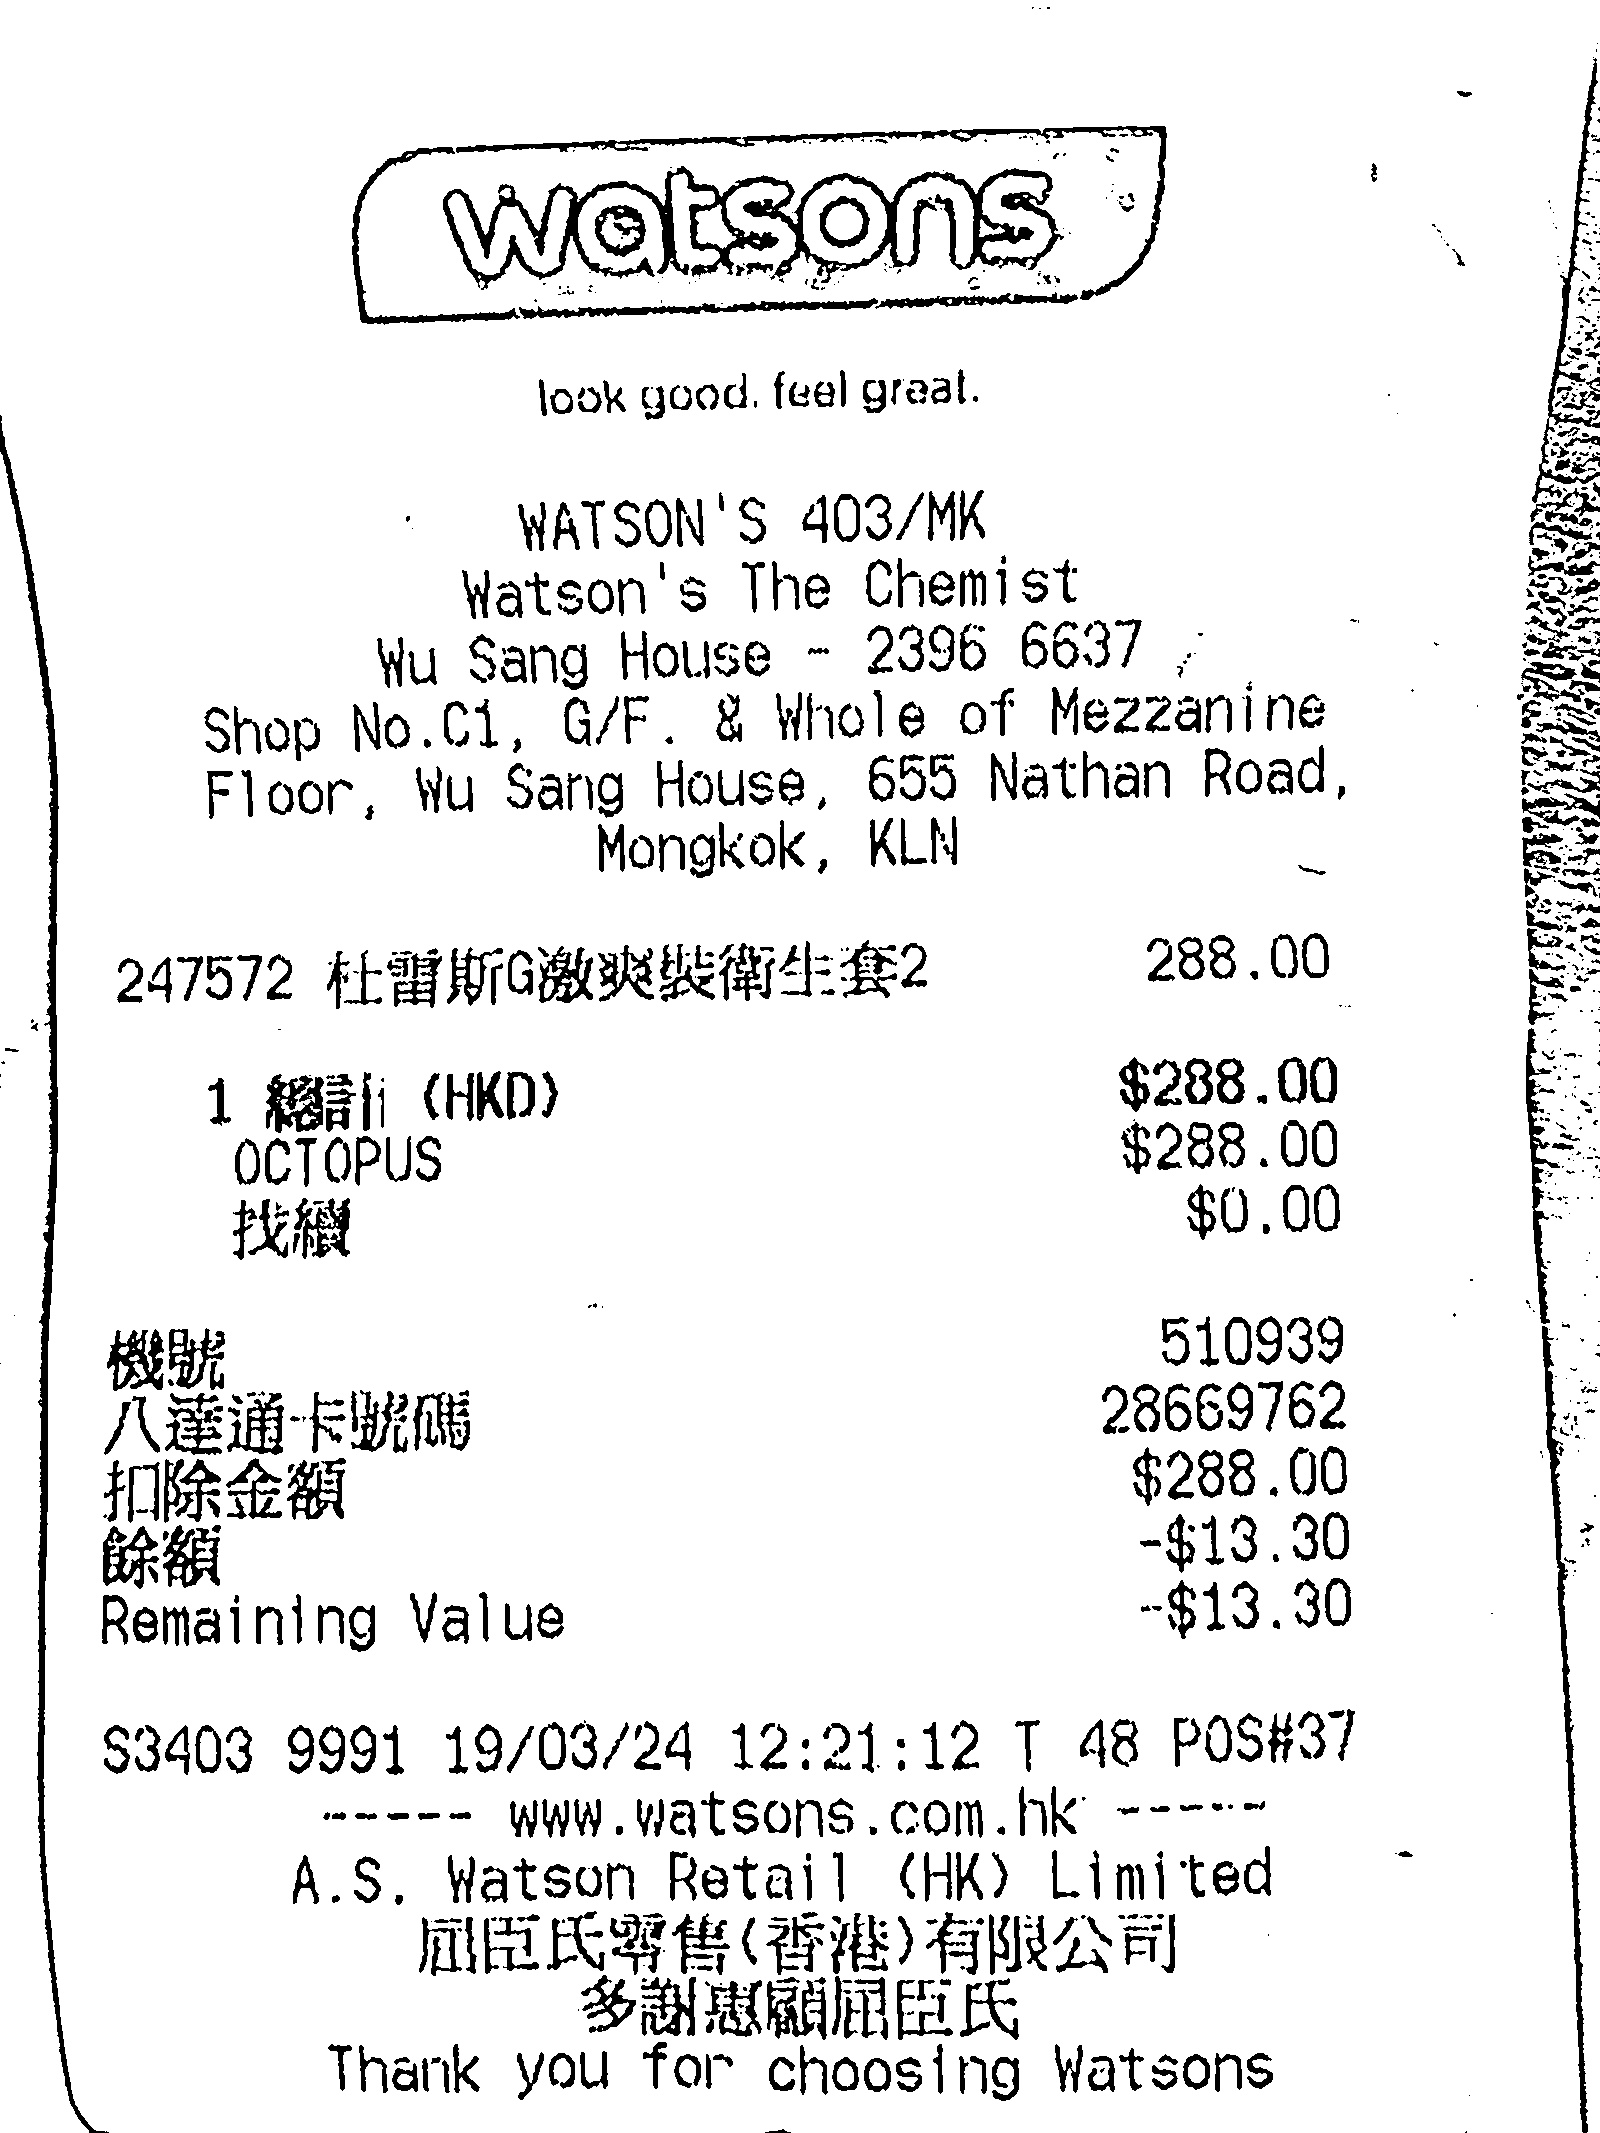 watsons
look good. feel great.
WATSON'S 403/MK
Watson's The Chemist
Wu Sang House - 2396 6637
Shop No.C1, G/F. & Whole of Mezzanine
Floor, Wu Sang House, 655 Nathan Road,
Mongkok, KLN
247572 杜雷斯G激爽裝衛生套2 288.00
1 總計 (HKD) $288.00
OCTOPUS $288.00
找續 $0.00
機號 510939
八達通卡號碼 28669762
扣除金額 $288.00
餘額 -$13.30
Remaining Value -$13.30
S3403 9991 19/03/24 12:21:12 T 48 POS#37
----- www.watsons.com.hk -----
A.S. Watson Retail (HK) Limited
屈臣氏零售(香港)有限公司
多謝惠顧屈臣氏
Thank you for choosing Watsons